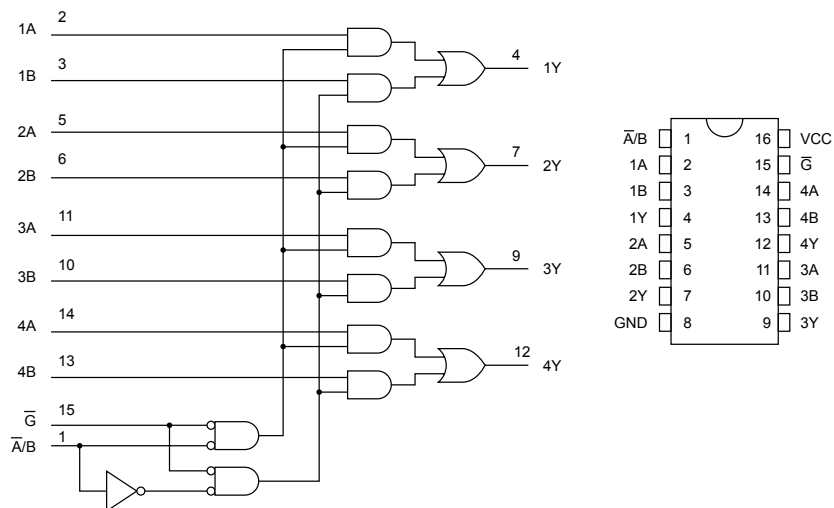 1A 2
1B 3
4 1Y
2A 5
2B 6
7 2Y
3A 11
3B 10
9 3Y
4A 14
4B 13
12 4Y
G̅ 15
A̅/B 1
A̅/B 1 16 VCC
1A 2 15 G̅
1B 3 14 4A
1Y 4 13 4B
2A 5 12 4Y
2B 6 11 3A
2Y 7 10 3B
GND 8 9 3Y